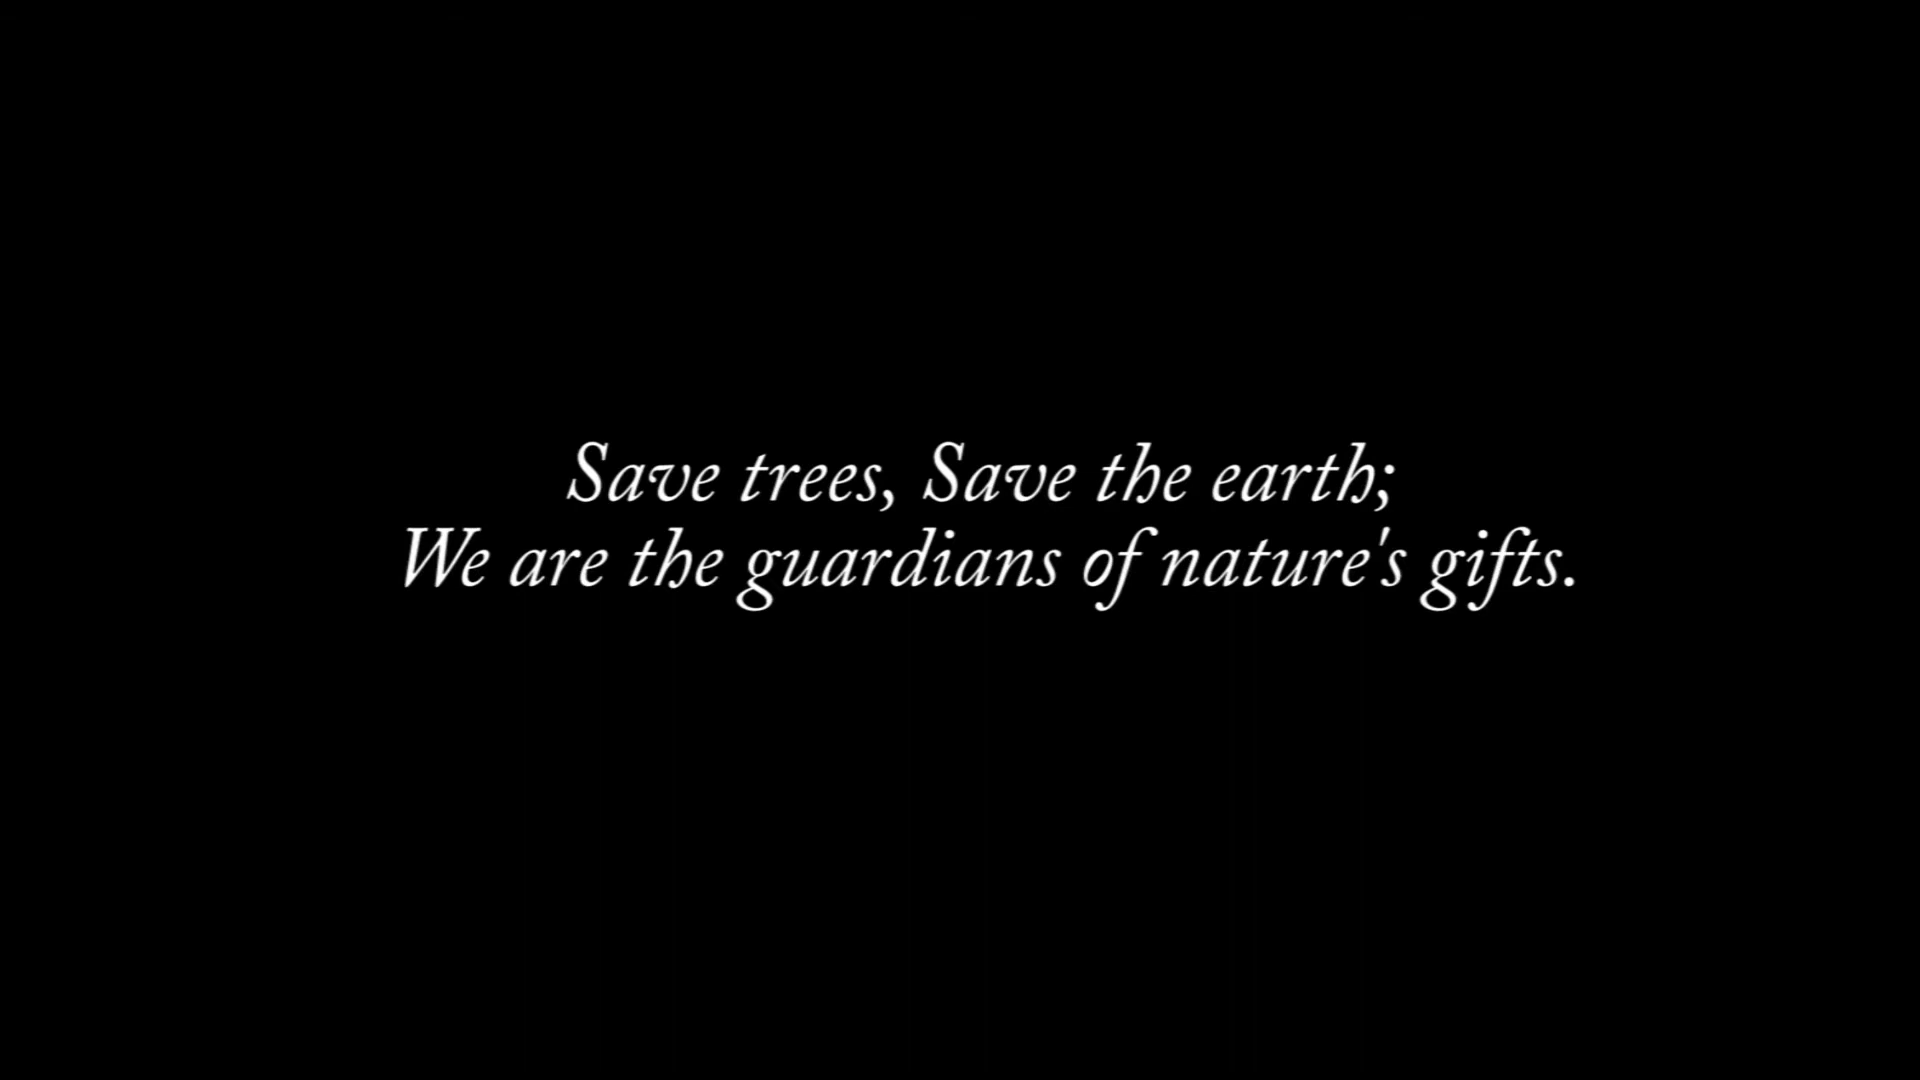 Save trees, Save the earth;
We are the guardians of nature's gifts.